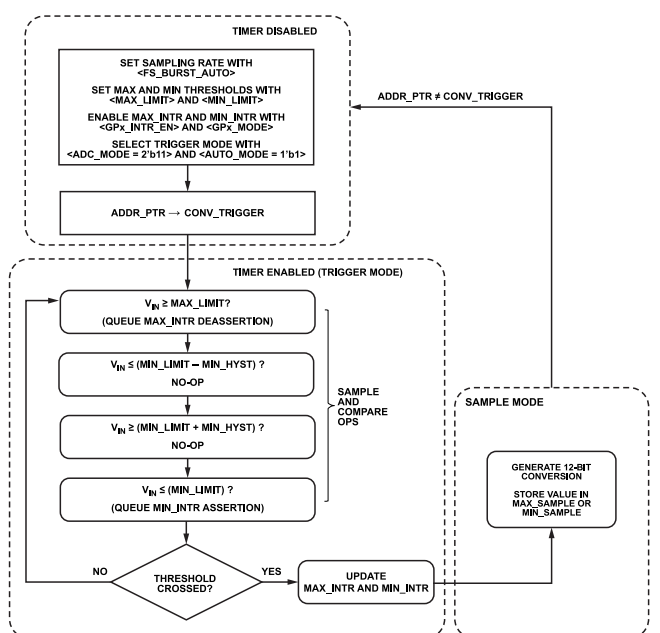 TIMER DISABLED
SET SAMPLING RATE WITH
<FS_BURST_AUTO>
SET MAX AND MIN THRESHOLDS WITH
<MAX_LIMIT> AND <MIN_LIMIT>
ENABLE MAX_INTR AND MIN_INTR WITH
<GPx_INTR_EN> AND <GPx_MODE>
SELECT TRIGGER MODE WITH
<ADC_MODE = 2'b11> AND <AUTO_MODE = 1'b1>
ADDR_PTR → CONV_TRIGGER
ADDR_PTR ≠ CONV_TRIGGER
TIMER ENABLED (TRIGGER MODE)
VIN ≥ MAX_LIMIT?
(QUEUE MAX_INTR DEASSERTION)
VIN ≤ (MIN_LIMIT – MIN_HYST) ?
NO-OP
VIN ≥ (MIN_LIMIT + MIN_HYST) ?
NO-OP
VIN ≤ (MIN_LIMIT) ?
(QUEUE MIN_INTR ASSERTION)
SAMPLE
AND
COMPARE
OPS
NO
THRESHOLD
CROSSED?
YES
UPDATE
MAX_INTR AND MIN_INTR
SAMPLE MODE
GENERATE 12-BIT
CONVERSION
STORE VALUE IN
MAX_SAMPLE OR
MIN_SAMPLE